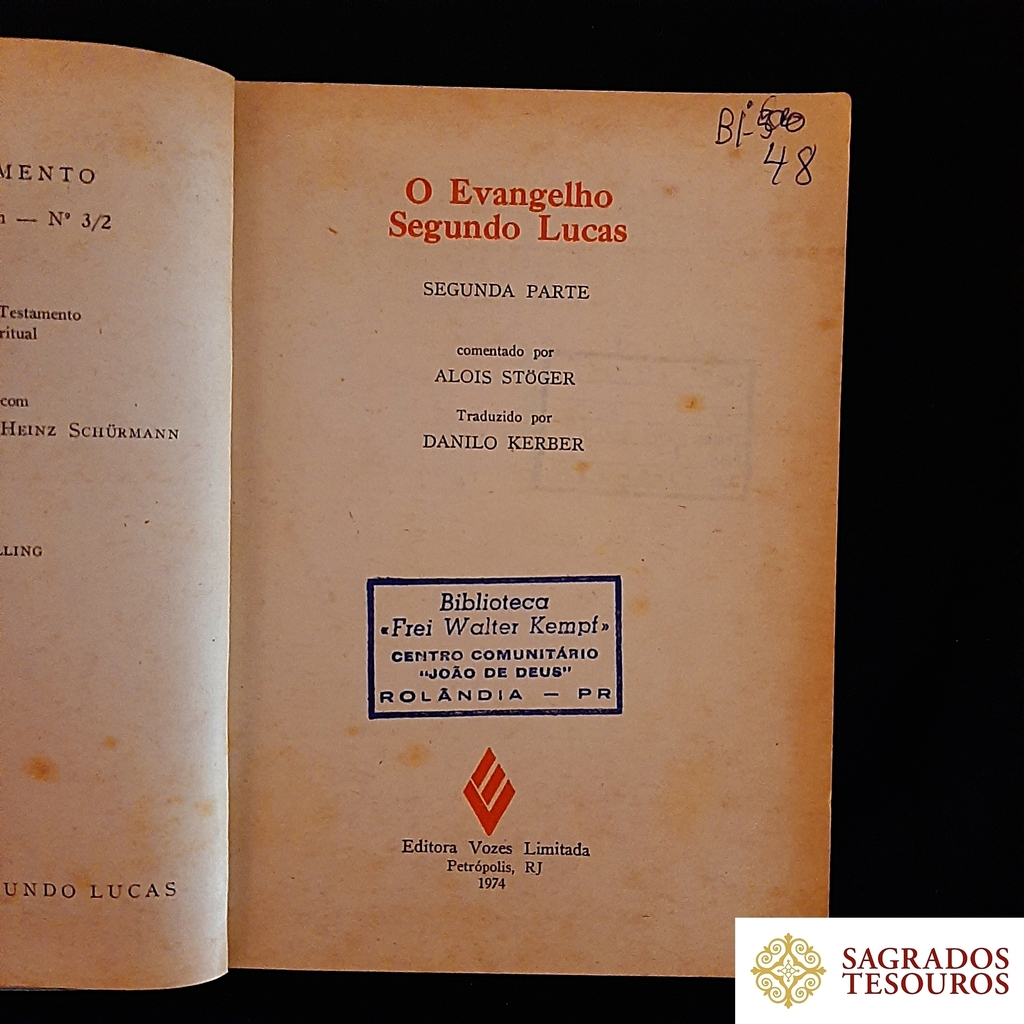 MENTO
— Nº 3/2
Testamento
ritual
com
HEINZ SCHÜRMANN
LLING
UNDO LUCAS
BI-
48
O Evangelho
Segundo Lucas
SEGUNDA PARTE
comentado por
ALOIS STÖGER
Traduzido por
DANILO KERBER
Biblioteca
«Frei Walter Kempf»
CENTRO COMUNITÁRIO
"JOÃO DE DEUS"
ROLÂNDIA — PR
Editora Vozes Limitada
Petrópolis, RJ
1974
SAGRADOS
TESOUROS